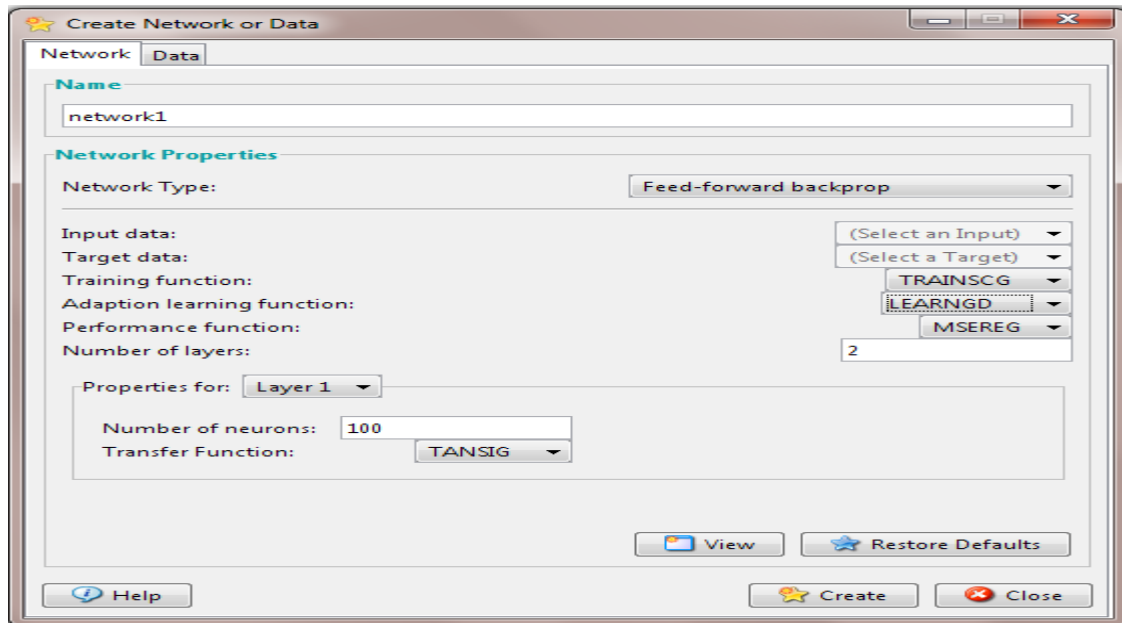 Create Network or Data
Network Data
Name
network1
Network Properties
Network Type: Feed-forward backprop
Input data: (Select an Input)
Target data: (Select a Target)
Training function: TRAINSCG
Adaption learning function: LEARNGD
Performance function: MSEREG
Number of layers: 2
Properties for: Layer 1
Number of neurons: 100
Transfer Function: TANSIG
View Restore Defaults
Help Create Close